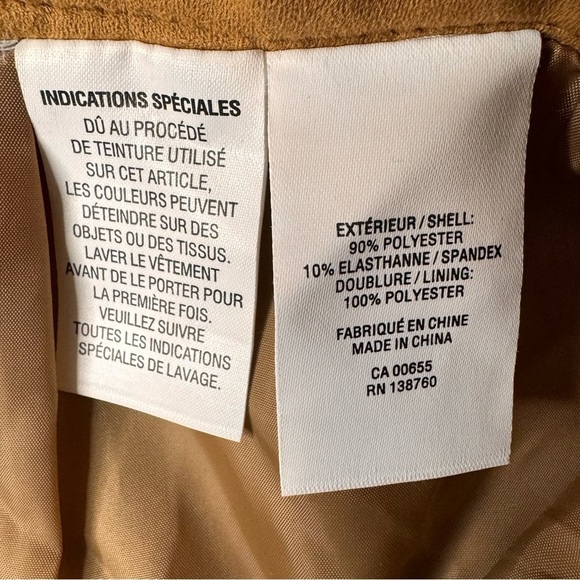 INDICATIONS SPÉCIALES
DÛ AU PROCÉDÉ
DE TEINTURE UTILISÉ
SUR CET ARTICLE,
LES COULEURS PEUVENT
DÉTEINDRE SUR DES
OBJETS OU DES TISSUS.
LAVER LE VÊTEMENT
AVANT DE PORTER POUR
LA PREMIÈRE FOIS.
VEUILLEZ SUIVRE
TOUTES LES INDICATIONS
SPÉCIALES DE LAVAGE.
EXTÉRIEUR / SHELL:
90% POLYESTER
10% ELASTHANNE / SPANDEX
DOUBLURE / LINING:
100% POLYESTER
FABRIQUÉ EN CHINE
MADE IN CHINA
CA 00655
RN 138760